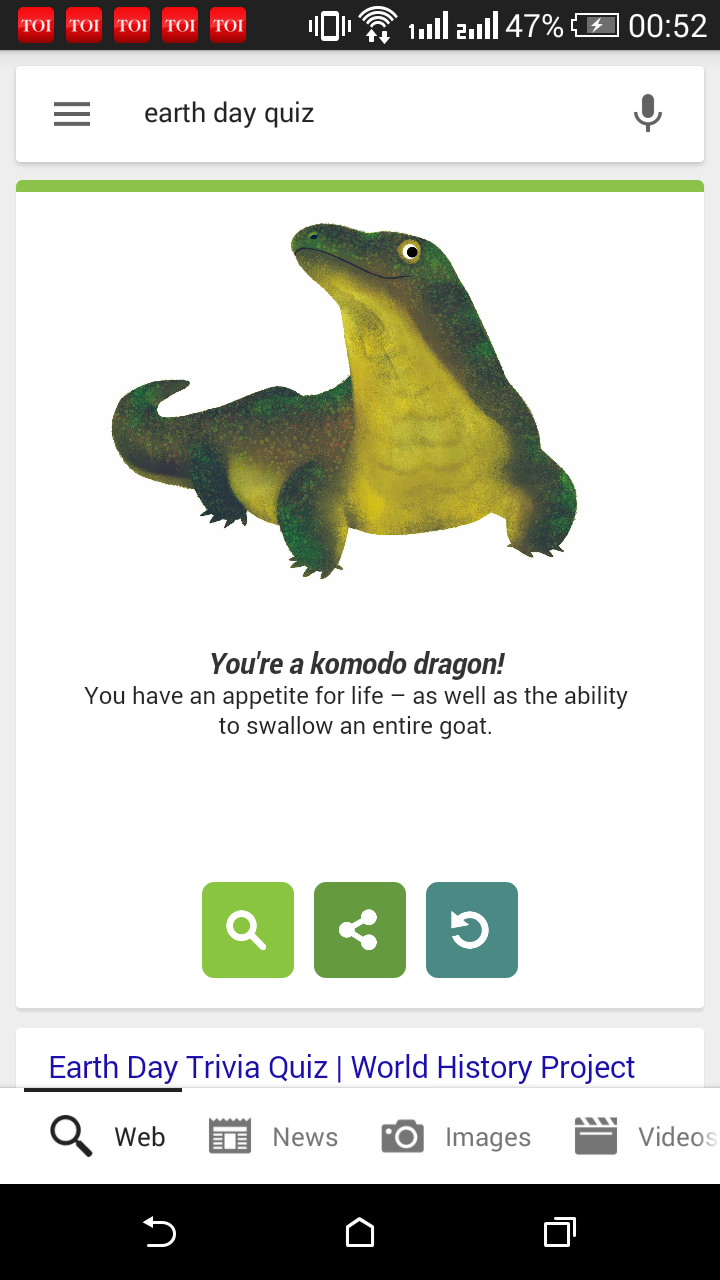 TOI TOI TOI TOI TOI 1 2 47% 00:52
earth day quiz
You're a komodo dragon!
You have an appetite for life – as well as the ability
to swallow an entire goat.
Earth Day Trivia Quiz | World History Project
Web News Images Videos